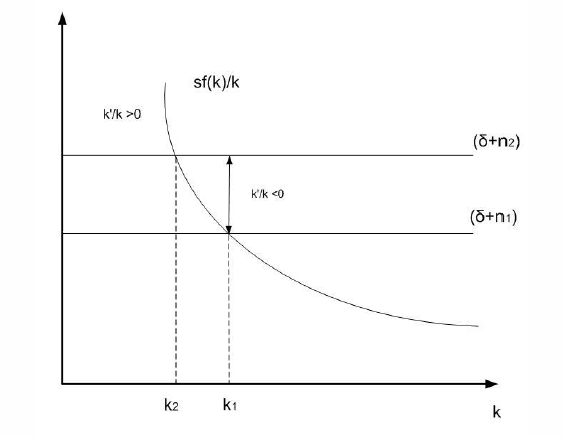 sf(k)/k
k'/k >0
(δ+n₂)
k'/k <0
(δ+n₁)
k₂
k₁
k